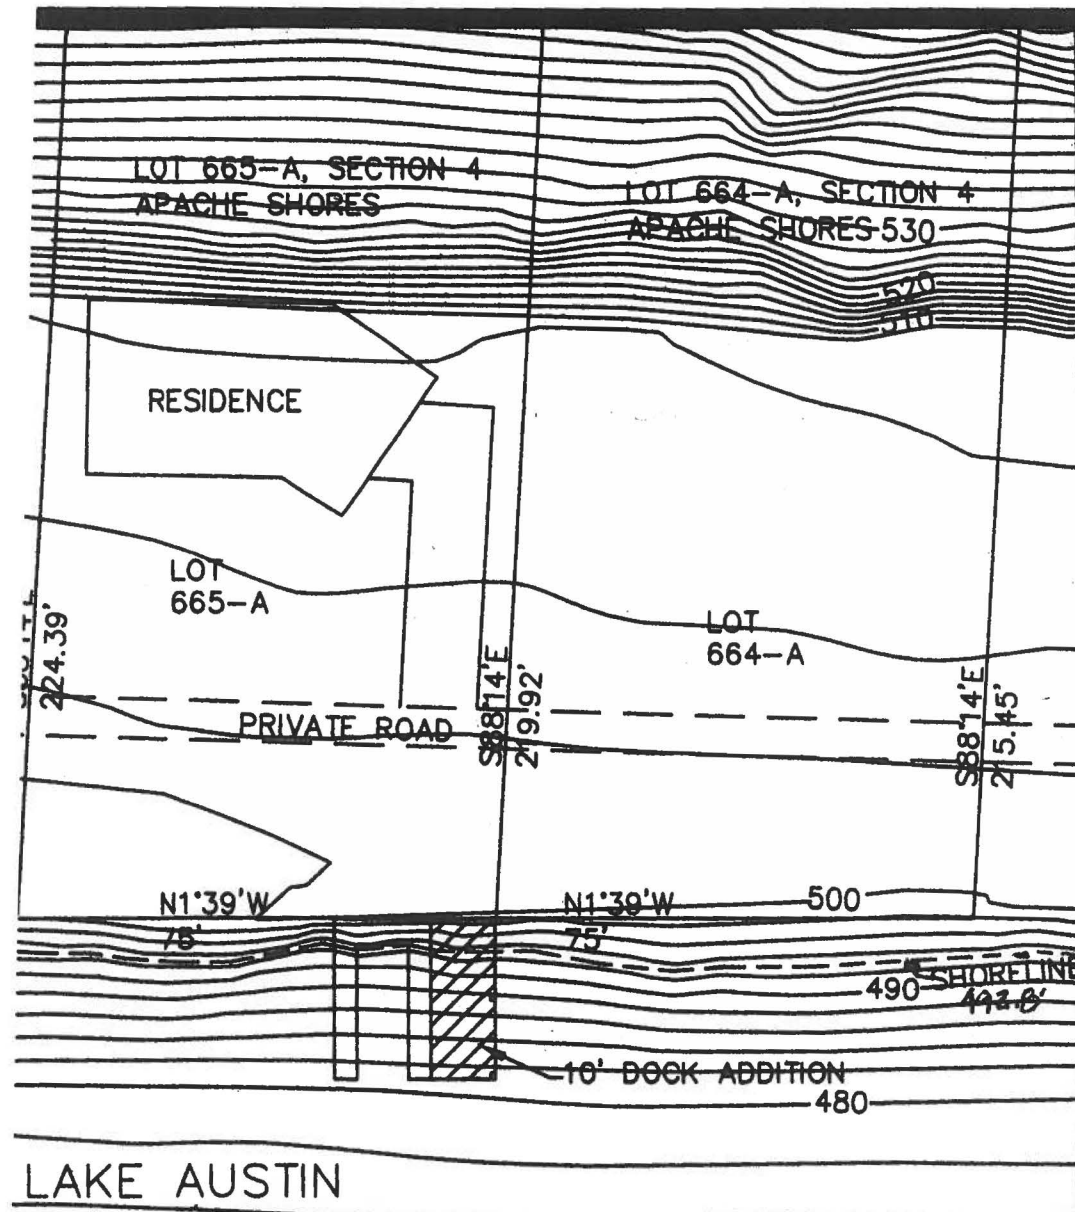 LOT 665-A, SECTION 4
APACHE SHORES
LOT 664-A, SECTION 4
APACHE SHORES
530
520
510
RESIDENCE
LOT
665-A
LOT
664-A
224.39'
S88°14'E
219.92'
S88°14'E
215.45'
PRIVATE ROAD
N1°39'W
75'
N1°39'W
75'
500
490
SHORELINE
492.8'
10' DOCK ADDITION
480
LAKE AUSTIN